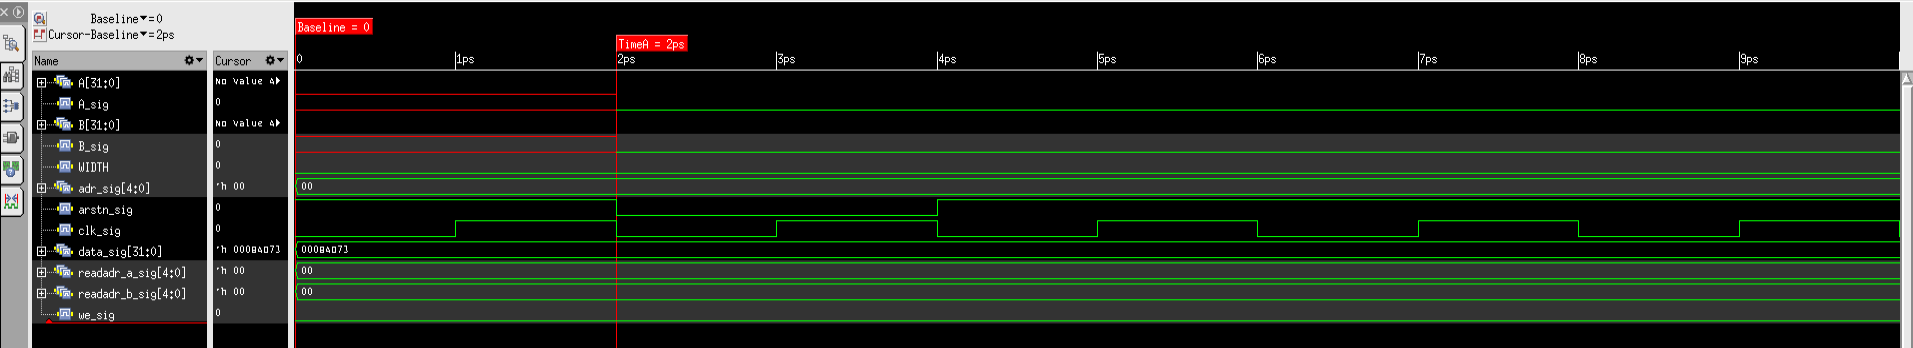 Baseline▼=0
Cursor-Baseline▼=2ps
Baseline = 0
TimeA = 2ps
Name
Cursor
0 1ps 2ps 3ps 4ps 5ps 6ps 7ps 8ps 9ps
A[31:0] No Value A
A_sig 0
B[31:0] No Value A
B_sig 0
WIDTH 0
adr_sig[4:0] 'h 00 00
arstn_sig 0
clk_sig 0
data_sig[31:0] 'h 00084073 00084073
readadr_a_sig[4:0] 'h 00 00
readadr_b_sig[4:0] 'h 00 00
we_sig 0